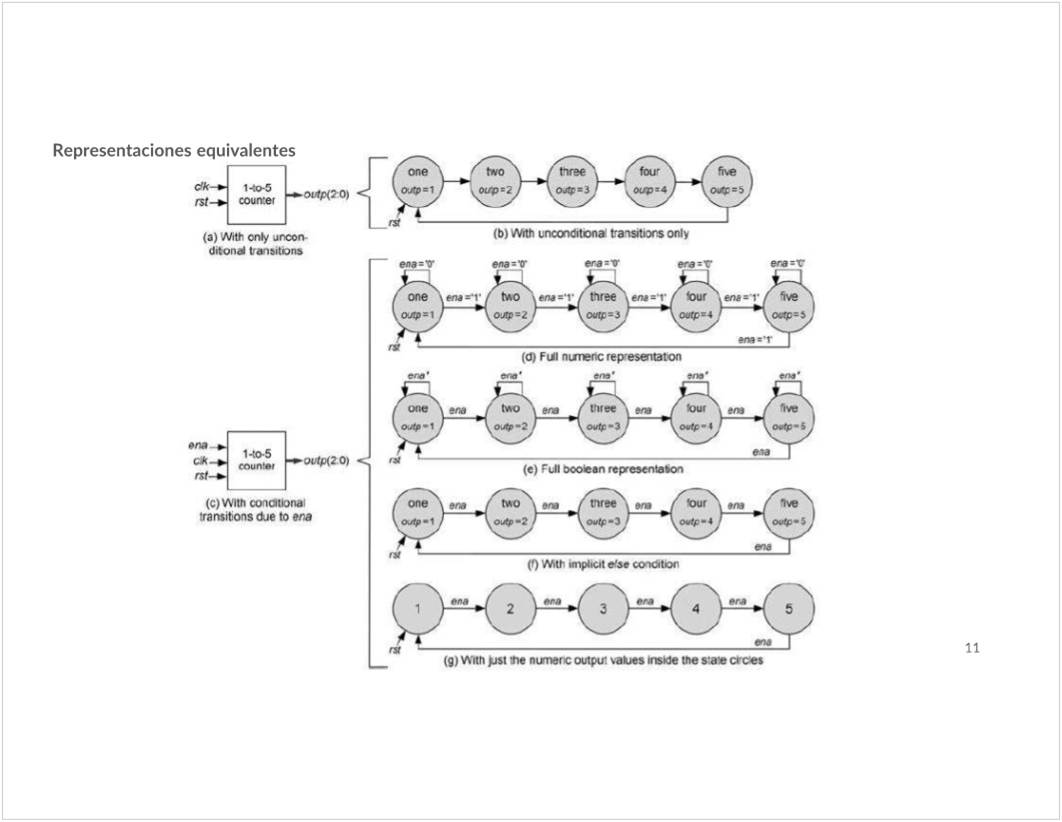 Representaciones equivalentes
clk
rst
1-to-5
counter
outp(2:0)
(a) With only uncon-
ditional transitions
one two three four five
outp=1 outp=2 outp=3 outp=4 outp=5
rst
(b) With unconditional transitions only
ena='0' ena='0' ena='0' ena='0' ena='0'
one ena='1' two ena='1' three ena='1' four ena='1' five
outp=1 outp=2 outp=3 outp=4 outp=5
rst ena='1'
(d) Full numeric representation
ena' ena' ena' ena' ena'
one ena two ena three ena four ena five
outp=1 outp=2 outp=3 outp=4 outp=5
rst ena
(e) Full boolean representation
ena
clk
rst
1-to-5
counter
outp(2:0)
(c) With conditional
transitions due to ena
one ena two ena three ena four ena five
outp=1 outp=2 outp=3 outp=4 outp=5
rst ena
(f) With implicit else condition
1 ena 2 ena 3 ena 4 ena 5
rst ena
(g) With just the numeric output values inside the state circles
11